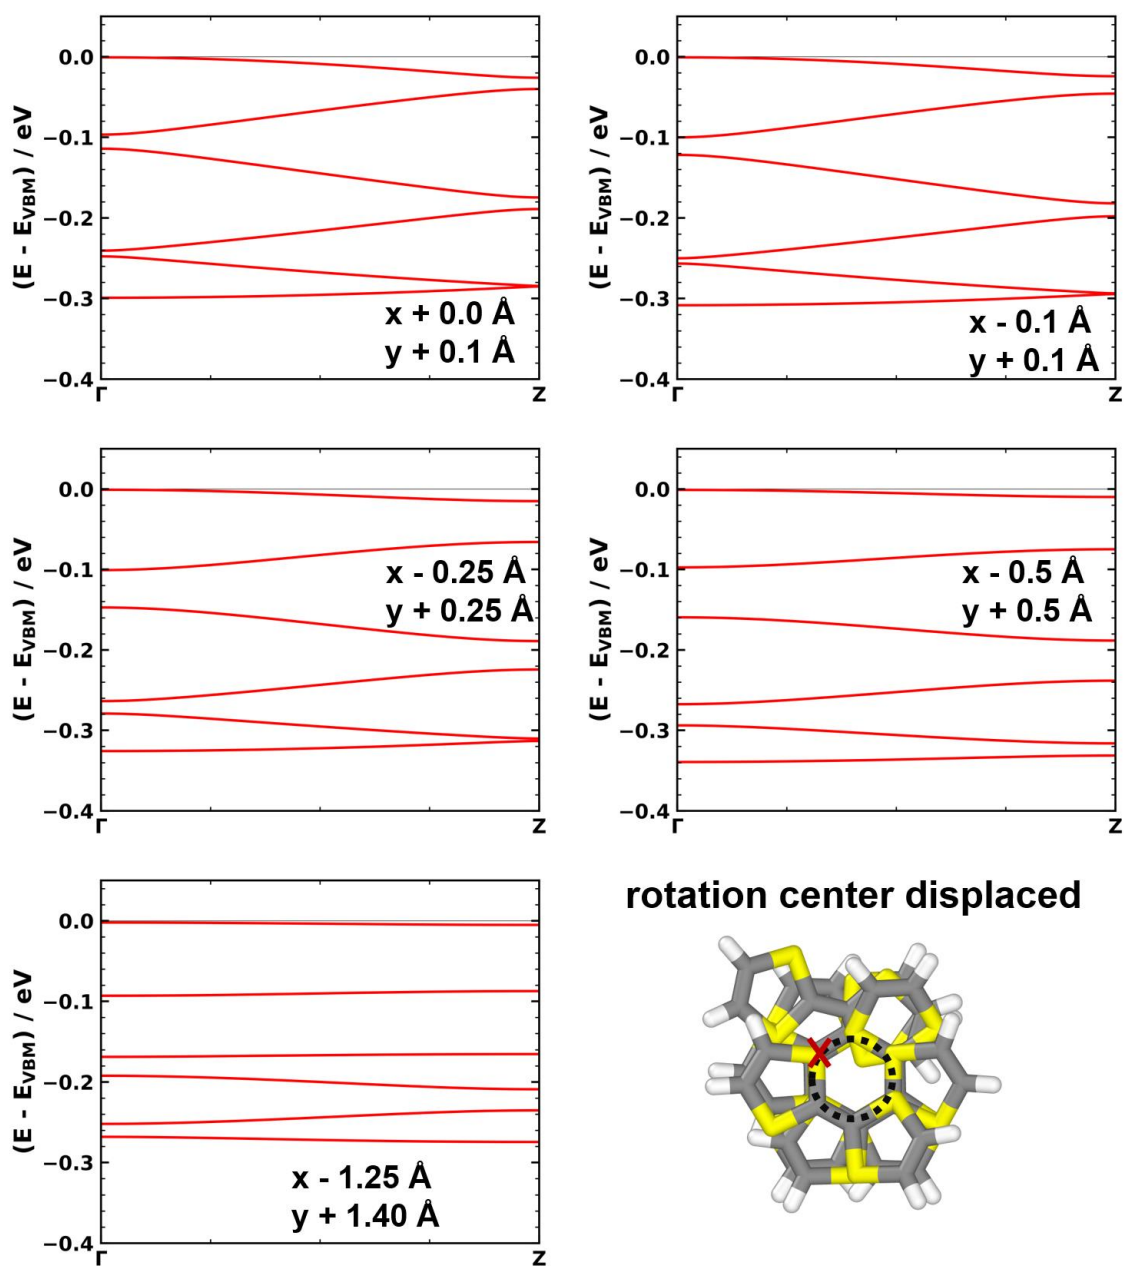 0.0
−0.1
−0.2
−0.3
−0.4
(E - EVBM) / eV
Γ
Z
x + 0.0 Å
y + 0.1 Å
0.0
−0.1
−0.2
−0.3
−0.4
(E - EVBM) / eV
Γ
Z
x - 0.1 Å
y + 0.1 Å
0.0
−0.1
−0.2
−0.3
−0.4
(E - EVBM) / eV
Γ
Z
x - 0.25 Å
y + 0.25 Å
0.0
−0.1
−0.2
−0.3
−0.4
(E - EVBM) / eV
Γ
Z
x - 0.5 Å
y + 0.5 Å
0.0
−0.1
−0.2
−0.3
−0.4
(E - EVBM) / eV
Γ
Z
x - 1.25 Å
y + 1.40 Å
rotation center displaced